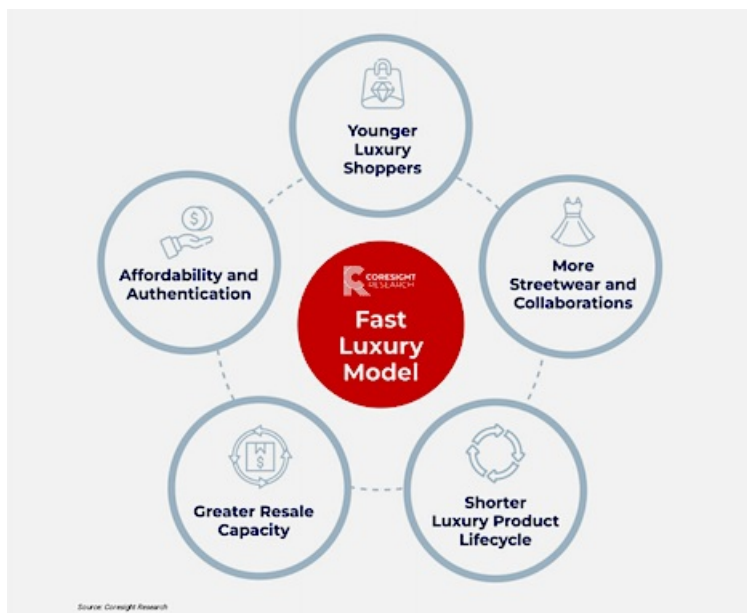 Younger
Luxury
Shoppers
Affordability and
Authentication
More
Streetwear and
Collaborations
CORESIGHT
RESEARCH
Fast
Luxury
Model
Greater Resale
Capacity
Shorter
Luxury Product
Lifecycle
Source: Coresight Research